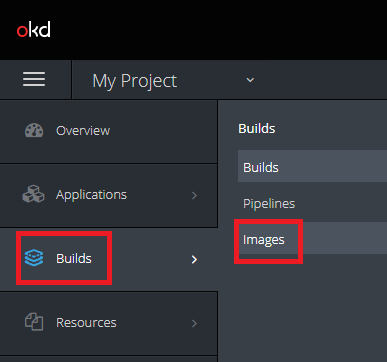 okd
My Project
Overview
Applications
Builds
Resources
Builds
Builds
Pipelines
Images